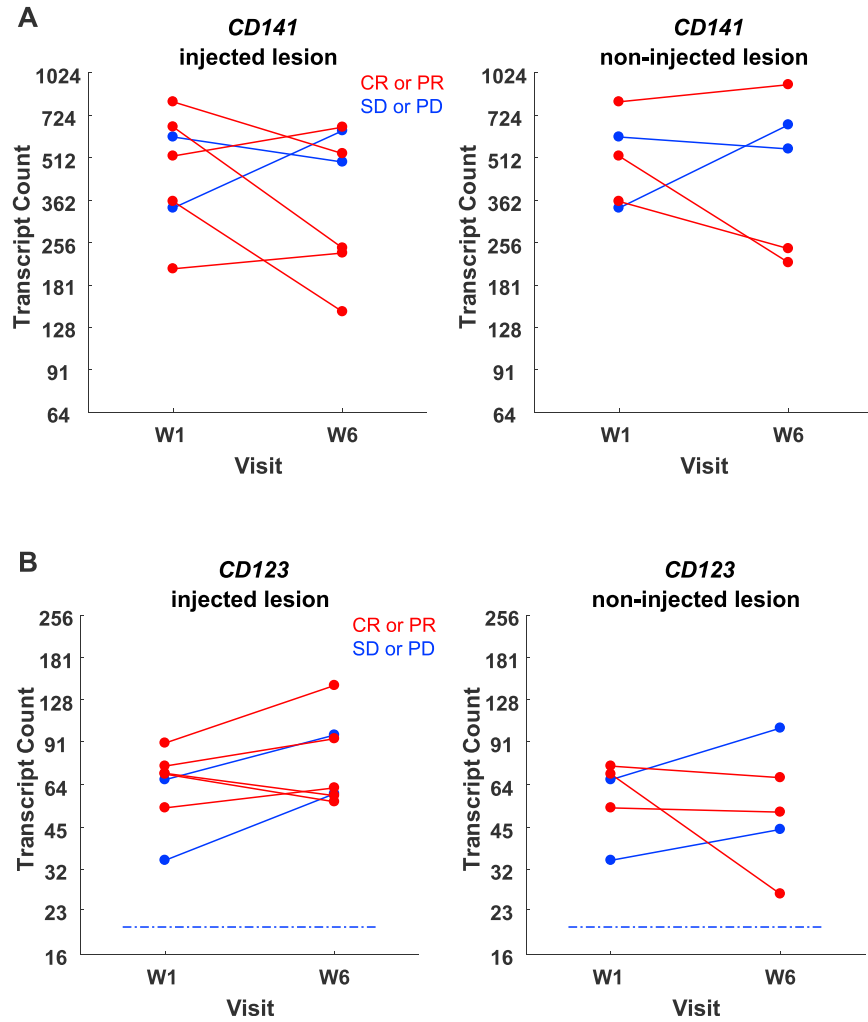 A
CD141
injected lesion
CR or PR
SD or PD
Transcript Count
1024
724
512
362
256
181
128
91
64
W1
W6
Visit
CD141
non-injected lesion
Transcript Count
1024
724
512
362
256
181
128
91
64
W1
W6
Visit
B
CD123
injected lesion
CR or PR
SD or PD
Transcript Count
256
181
128
91
64
45
32
23
16
W1
W6
Visit
CD123
non-injected lesion
Transcript Count
256
181
128
91
64
45
32
23
16
W1
W6
Visit